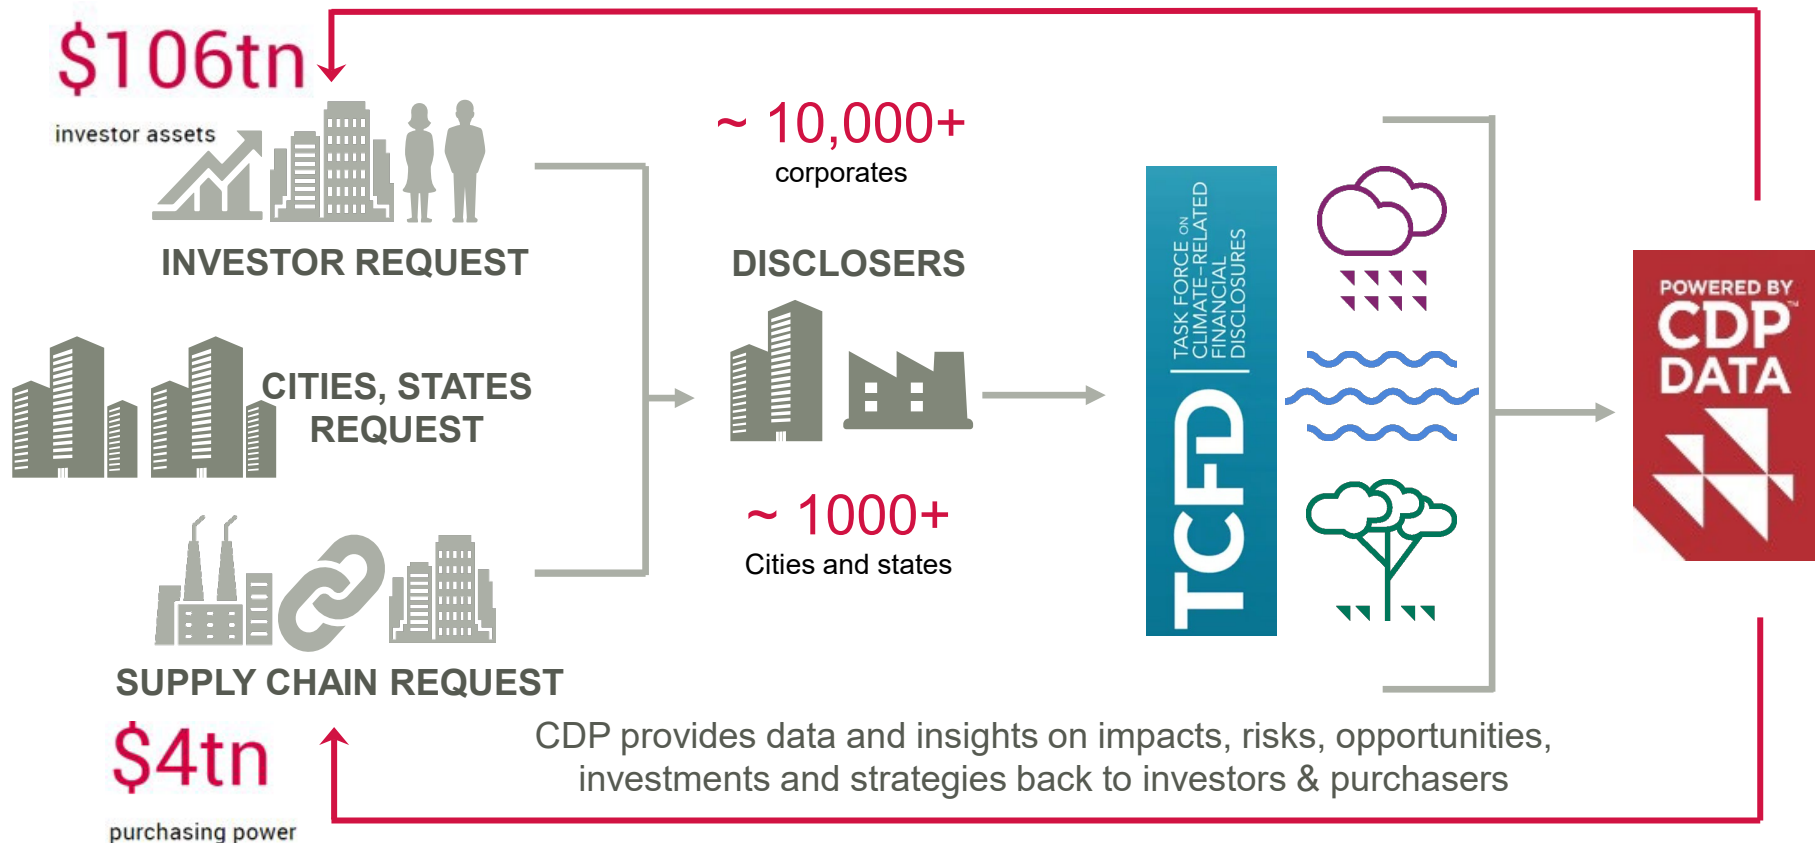 $106tn
investor assets
INVESTOR REQUEST
CITIES, STATES
REQUEST
SUPPLY CHAIN REQUEST
$4tn
purchasing power
~ 10,000+
corporates
DISCLOSERS
~ 1000+
Cities and states
TCFD
TASK FORCE ON
CLIMATE-RELATED
FINANCIAL
DISCLOSURES
POWERED BY
CDP™
DATA
CDP provides data and insights on impacts, risks, opportunities,
investments and strategies back to investors & purchasers